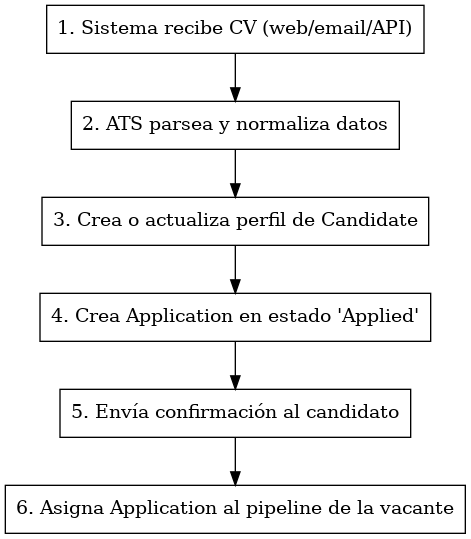 1. Sistema recibe CV (web/email/API)
2. ATS parsea y normaliza datos
3. Crea o actualiza perfil de Candidate
4. Crea Application en estado 'Applied'
5. Envía confirmación al candidato
6. Asigna Application al pipeline de la vacante